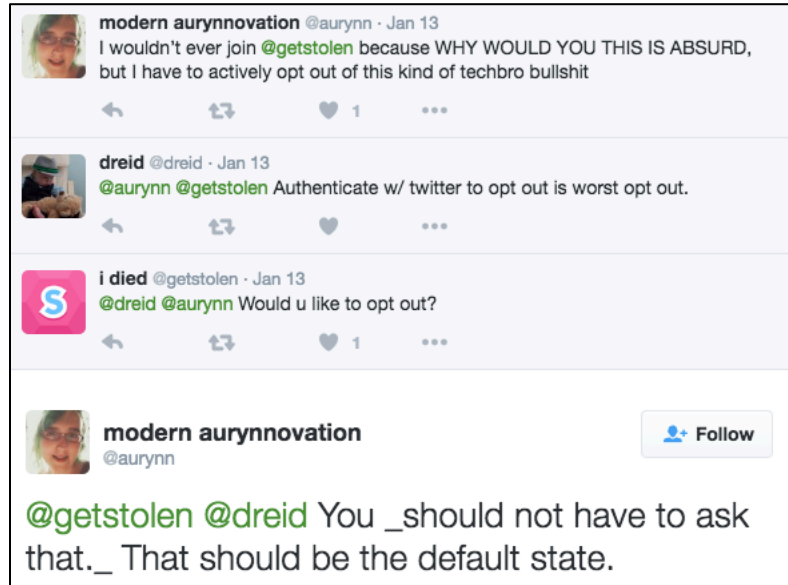 modern aurynnovation @aurynn · Jan 13
I wouldn't ever join @getstolen because WHY WOULD YOU THIS IS ABSURD,
but I have to actively opt out of this kind of techbro bullshit
1
dreid @dreid · Jan 13
@aurynn @getstolen Authenticate w/ twitter to opt out is worst opt out.
S
i died @getstolen · Jan 13
@dreid @aurynn Would u like to opt out?
1
modern aurynnovation
@aurynn
Follow
@getstolen @dreid You _should not have to ask
that._ That should be the default state.